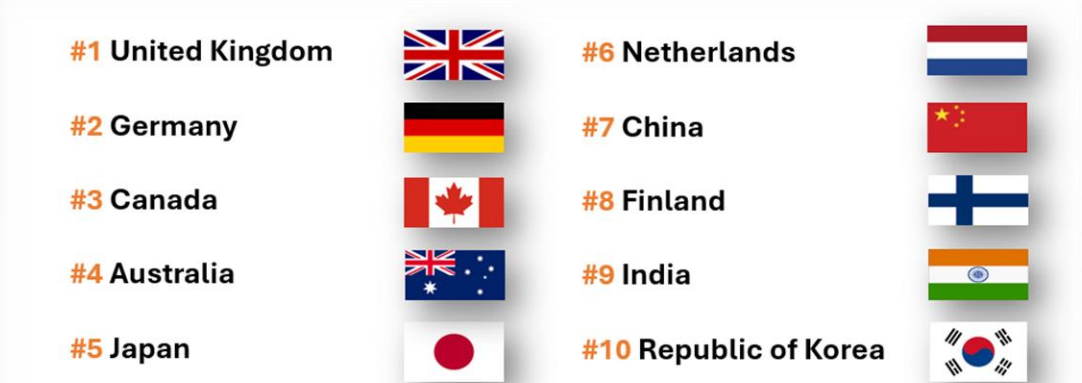 #1 United Kingdom
#2 Germany
#3 Canada
#4 Australia
#5 Japan
#6 Netherlands
#7 China
#8 Finland
#9 India
#10 Republic of Korea